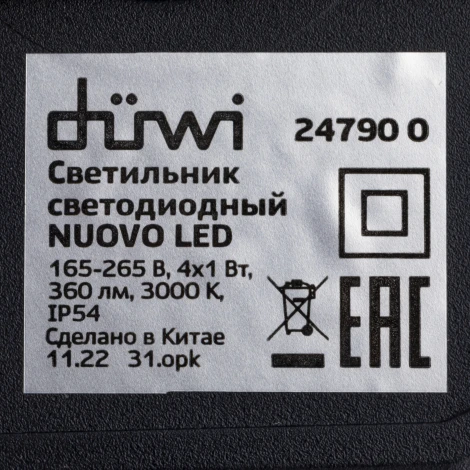 düwi 24790 0
Светильник
светодиодный
NUOVO LED
165-265 В, 4x1 Вт,
360 лм, 3000 К,
IP54
Сделано в Китае
11.22 31.opk
EAC